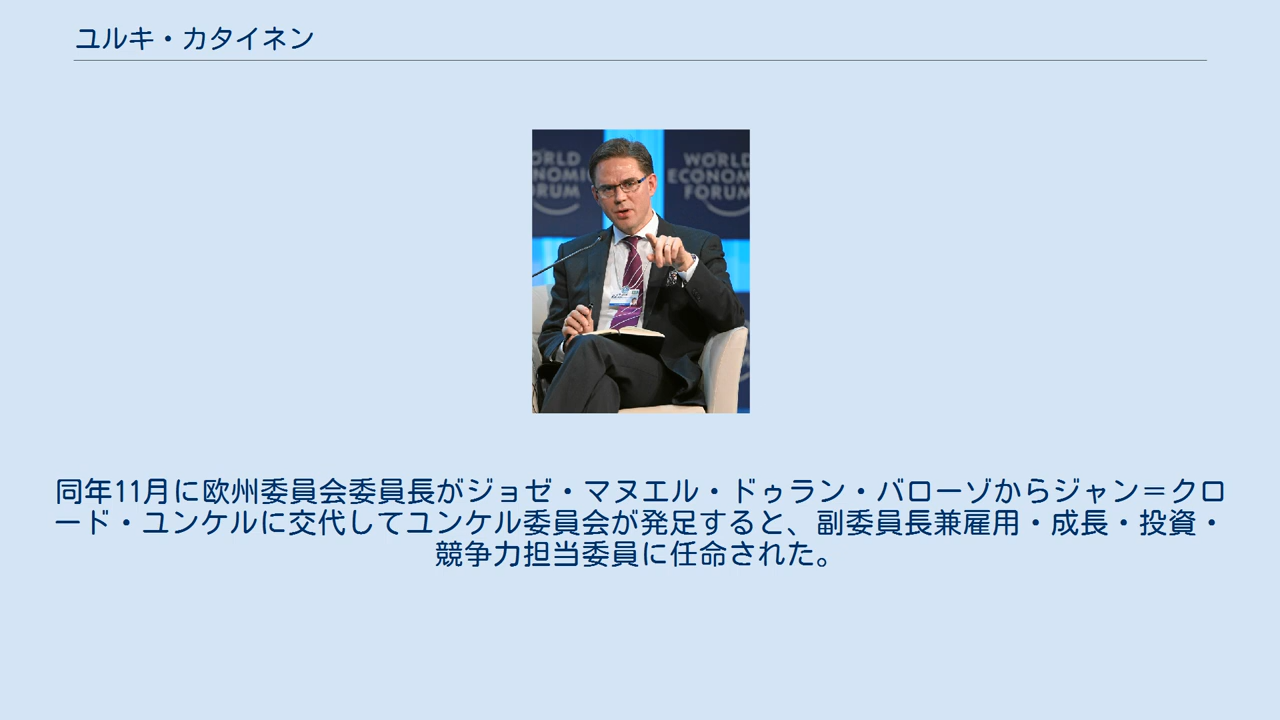 ユルキ・カタイネン
ORLD
NOMI
ORUM
WORLD
ECONOM
FORUM
同年11月に欧州委員会委員長がジョゼ・マヌエル・ドゥラン・バローゾからジャン＝クロ
ード・ユンケルに交代してユンケル委員会が発足すると、副委員長兼雇用・成長・投資・
競争力担当委員に任命された。